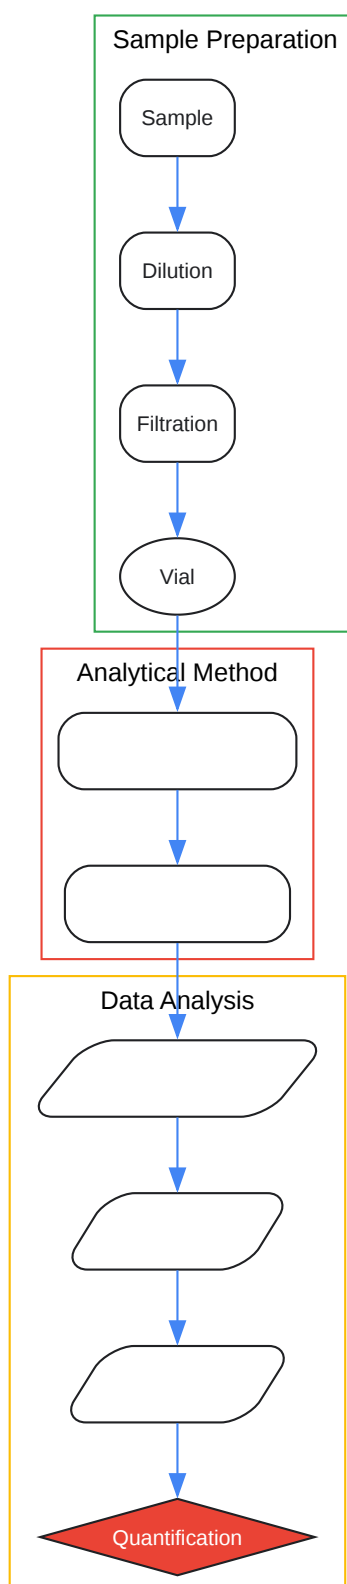 Sample Preparation
Sample
Dilution
Filtration
Vial
Analytical Method
Data Analysis
Quantification